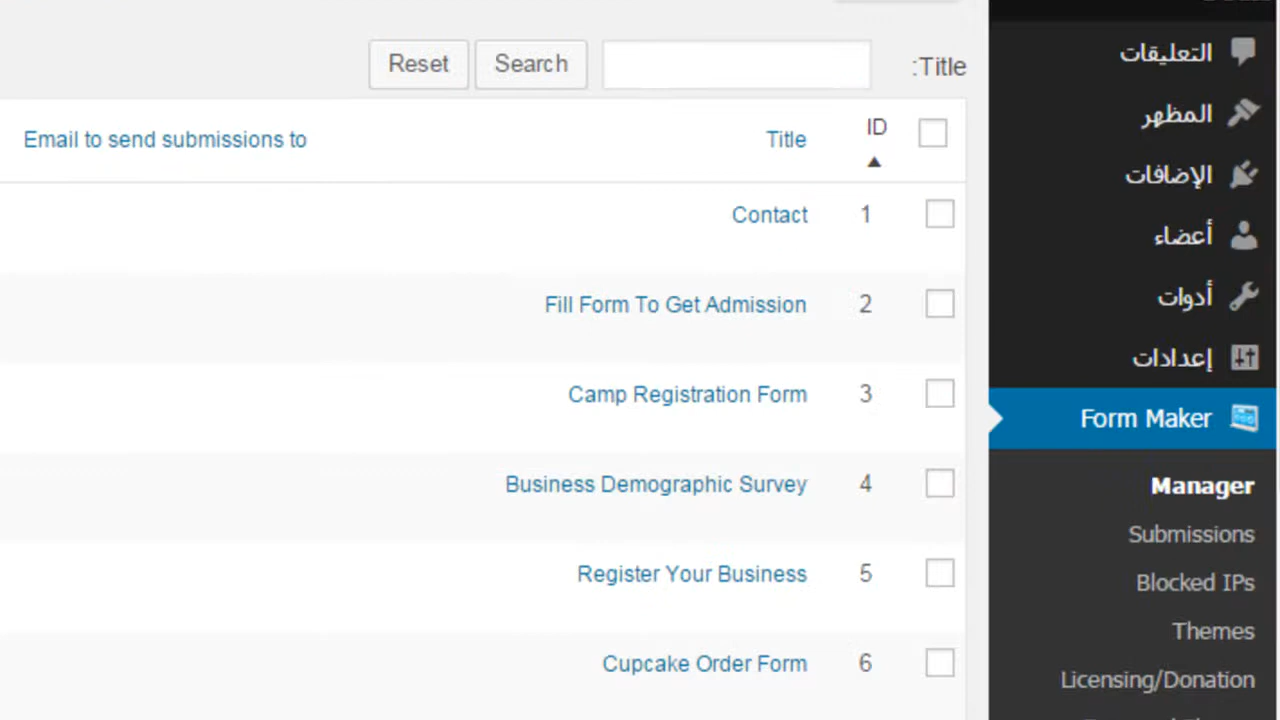 Title:
Search
Reset
ID
Title
Email to send submissions to
1
Contact
2
Fill Form To Get Admission
3
Camp Registration Form
4
Business Demographic Survey
5
Register Your Business
6
Cupcake Order Form
التعليقات
المظهر
الإضافات
أعضاء
أدوات
إعدادات
Form Maker
Manager
Submissions
Blocked IPs
Themes
Licensing/Donation